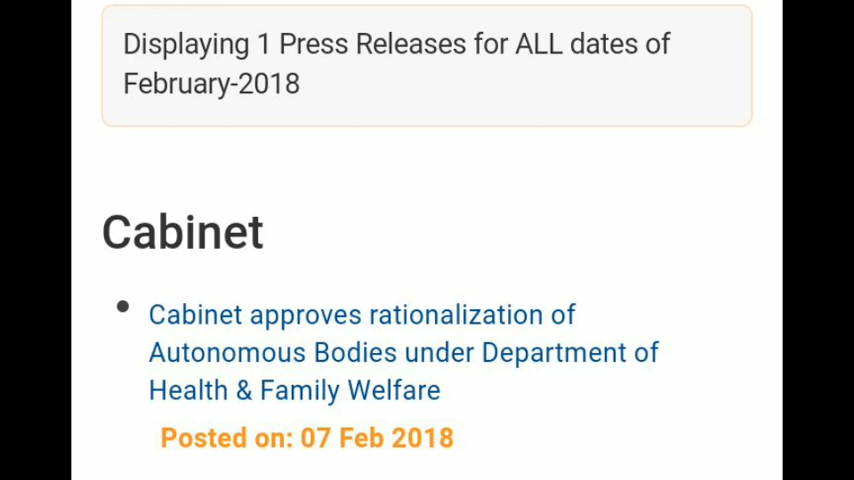 Displaying 1 Press Releases for ALL dates of
February-2018
Cabinet
Cabinet approves rationalization of
Autonomous Bodies under Department of
Health & Family Welfare
Posted on: 07 Feb 2018